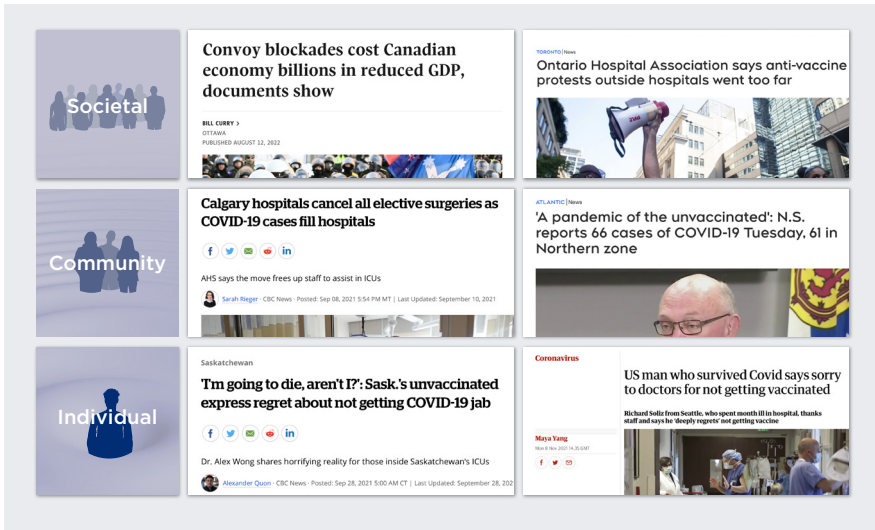 Societal
Convoy blockades cost Canadian
economy billions in reduced GDP,
documents show
BILL CURRY >
OTTAWA
PUBLISHED AUGUST 12, 2022
TORONTO | News
Ontario Hospital Association says anti-vaccine
protests outside hospitals went too far
Community
Calgary hospitals cancel all elective surgeries as
COVID-19 cases fill hospitals
AHS says the move frees up staff to assist in ICUs
Sarah Rieger · CBC News · Posted: Sep 08, 2021 5:54 PM MT | Last Updated: September 10, 2021
ATLANTIC | News
'A pandemic of the unvaccinated': N.S.
reports 66 cases of COVID-19 Tuesday, 61 in
Northern zone
Individual
Saskatchewan
'I'm going to die, aren't I?': Sask.'s unvaccinated
express regret about not getting COVID-19 jab
Dr. Alex Wong shares horrifying reality for those inside Saskatchewan's ICUs
Alexander Quon · CBC News · Posted: Sep 28, 2021 5:00 AM CT | Last Updated: September 28, 202
Coronavirus
US man who survived Covid says sorry
to doctors for not getting vaccinated
Richard Soliz from Seattle, who spent month ill in hospital, thanks
staff and says he 'deeply regrets' not getting vaccine
Maya Yang
Mon 8 Nov 2021 14.35 GMT